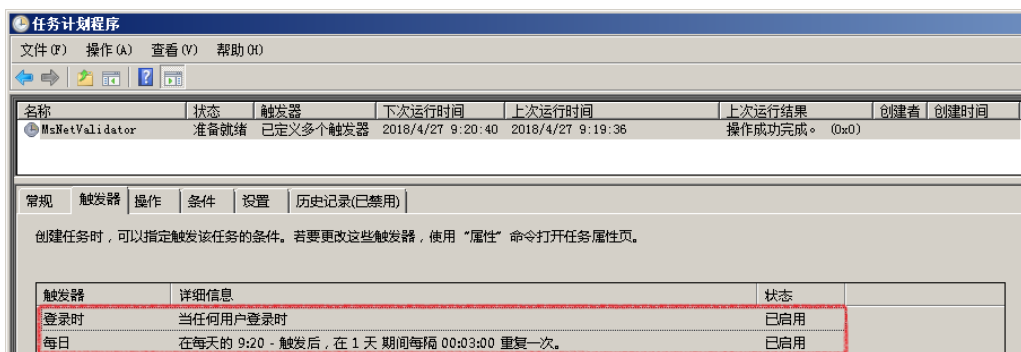 任务计划程序
文件(F) 操作(A) 查看(V) 帮助(H)
名称 状态 触发器 下次运行时间 上次运行时间 上次运行结果 创建者 创建时间
MsNetValidator 准备就绪 已定义多个触发器 2018/4/27 9:20:40 2018/4/27 9:19:36 操作成功完成。 (0x0)
常规 触发器 操作 条件 设置 历史记录(已禁用)
创建任务时，可以指定触发该任务的条件。若要更改这些触发器，使用 “属性” 命令打开任务属性页。
触发器 详细信息 状态
登录时 当任何用户登录时 已启用
每日 在每天的 9:20 - 触发后，在 1 天 期间每隔 00:03:00 重复一次。 已启用